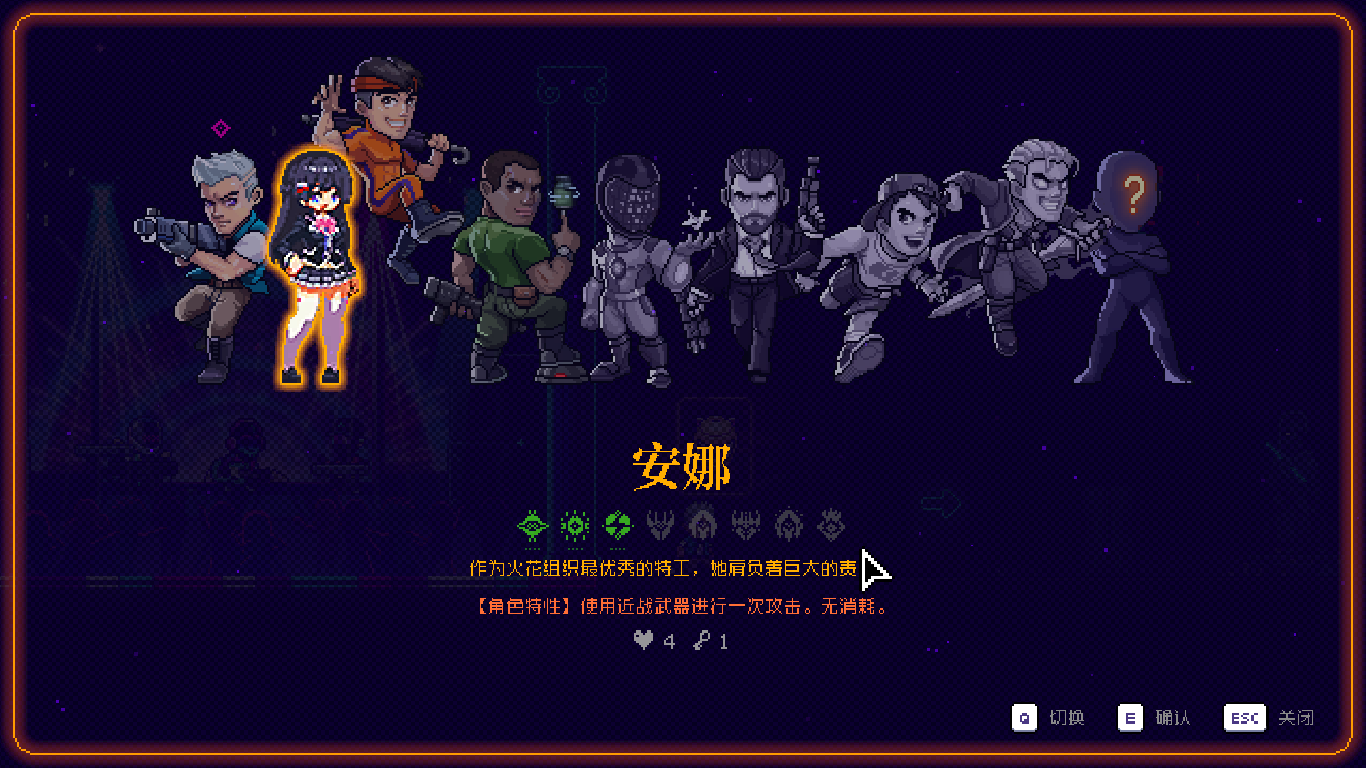 ?
安娜
作为火花组织最优秀的特工，她肩负着巨大的责
【角色特性】使用近战武器进行一次攻击。无消耗。
4 1
Q 切换 E 确认 ESC 关闭